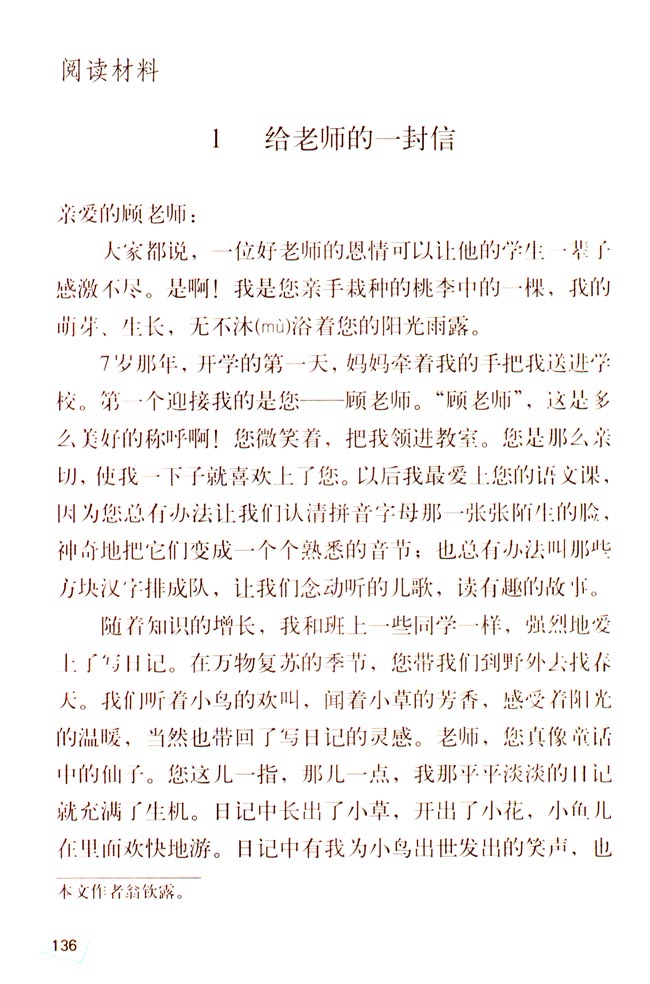 阅读材料
1 给老师的一封信
亲爱的顾老师：
大家都说，一位好老师的恩情可以让他的学生一辈子
感激不尽。是啊！我是您亲手栽种的桃李中的一棵，我的
萌芽、生长，无不沐(mù)浴着您的阳光雨露。
7岁那年，开学的第一天，妈妈牵着我的手把我送进学
校。第一个迎接我的是您——顾老师。“顾老师”，这是多
么美好的称呼啊！您微笑着，把我领进教室。您是那么亲
切，使我一下子就喜欢上了您。以后我最爱上您的语文课，
因为您总有办法让我们认清拼音字母那一张张陌生的脸，
神奇地把它们变成一个个熟悉的音节；也总有办法叫那些
方块汉字排成队，让我们念动听的儿歌，读有趣的故事。
随着知识的增长，我和班上一些同学一样，强烈地爱
上了写日记。在万物复苏的季节，您带我们到野外去找春
天。我们听着小鸟的欢叫，闻着小草的芳香，感受着阳光
的温暖，当然也带回了写日记的灵感。老师，您真像童话
中的仙子。您这儿一指，那儿一点，我那平平淡淡的日记
就充满了生机。日记中长出了小草，开出了小花，小鱼儿
在里面欢快地游。日记中有我为小鸟出世发出的笑声，也
本文作者翁钦露。
136